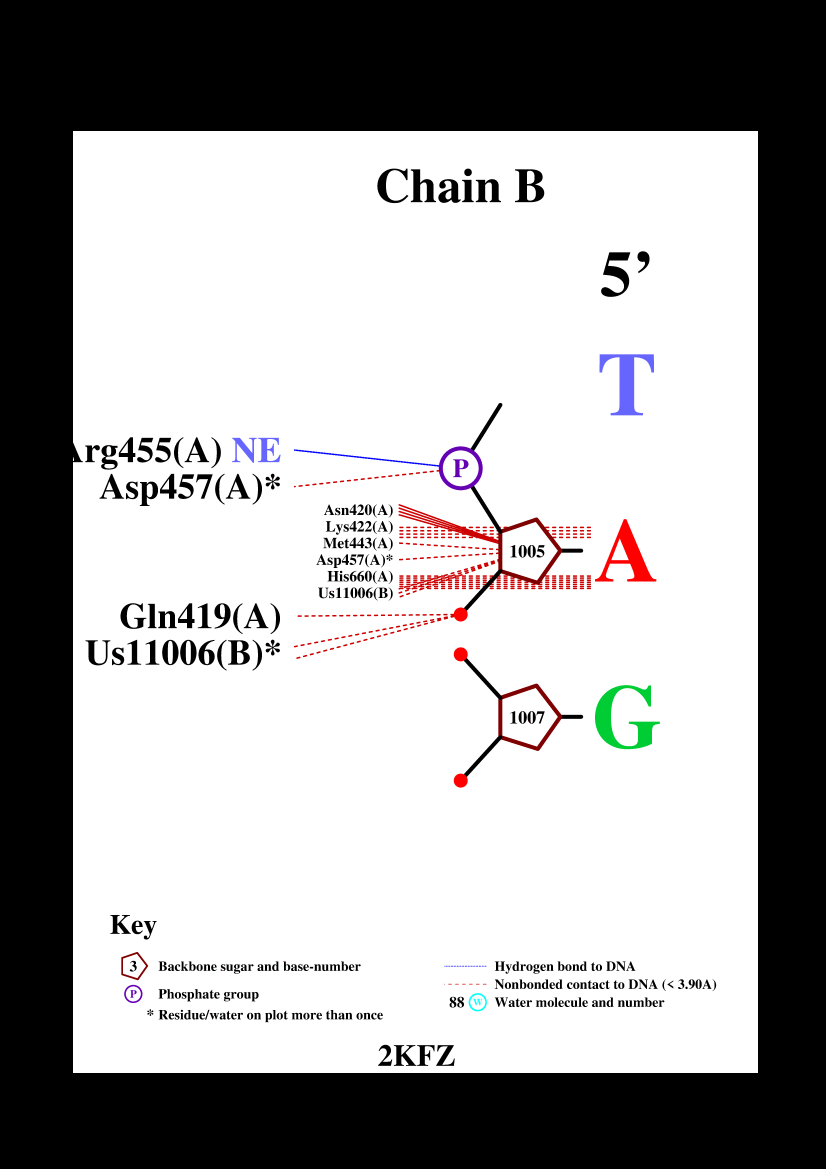 Chain B
5’
T
Arg455(A) NE
P
Asp457(A)*
Asn420(A)
Lys422(A)
Met443(A)
Asp457(A)*
His660(A)
Us11006(B)
1005
A
Gln419(A)
Us11006(B)*
1007
G
Key
3 Backbone sugar and base-number
P Phosphate group
* Residue/water on plot more than once
Hydrogen bond to DNA
Nonbonded contact to DNA (< 3.90A)
88 W Water molecule and number
2KFZ